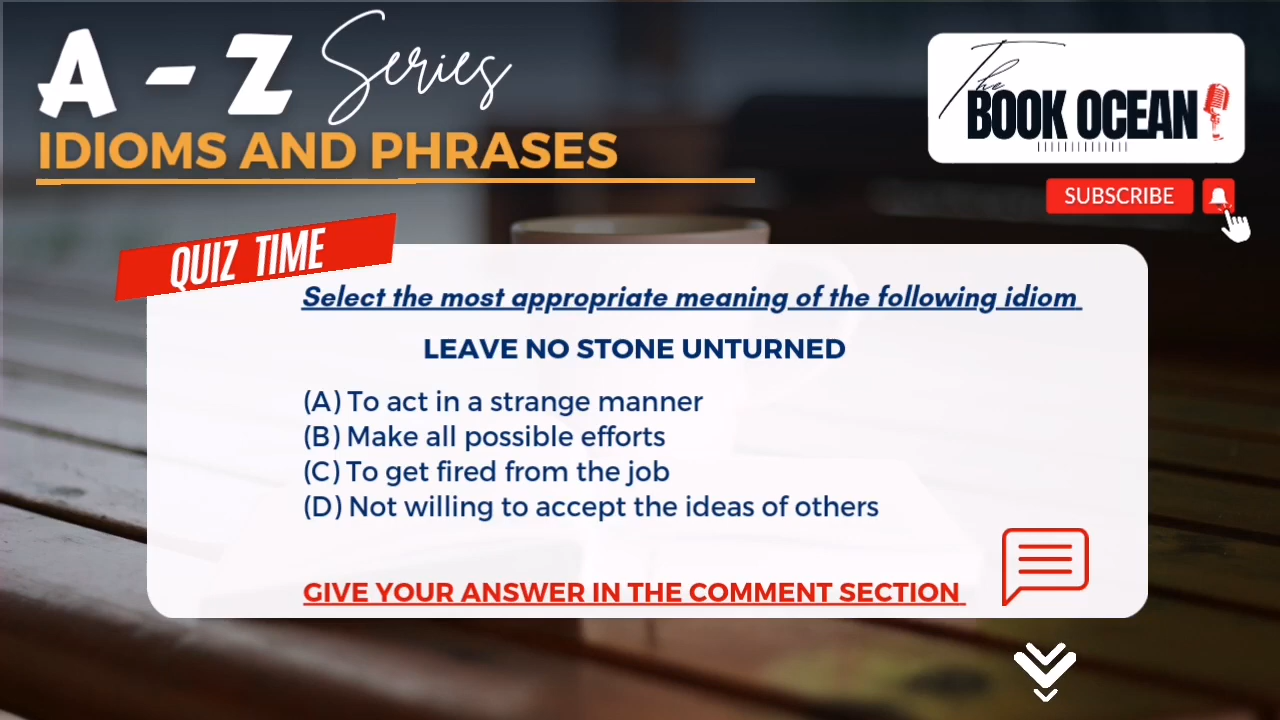 A - Z Series
IDIOMS AND PHRASES
The
BOOK OCEAN
SUBSCRIBE
QUIZ TIME
Select the most appropriate meaning of the following idiom
LEAVE NO STONE UNTURNED
(A) To act in a strange manner
(B) Make all possible efforts
(C) To get fired from the job
(D) Not willing to accept the ideas of others
GIVE YOUR ANSWER IN THE COMMENT SECTION